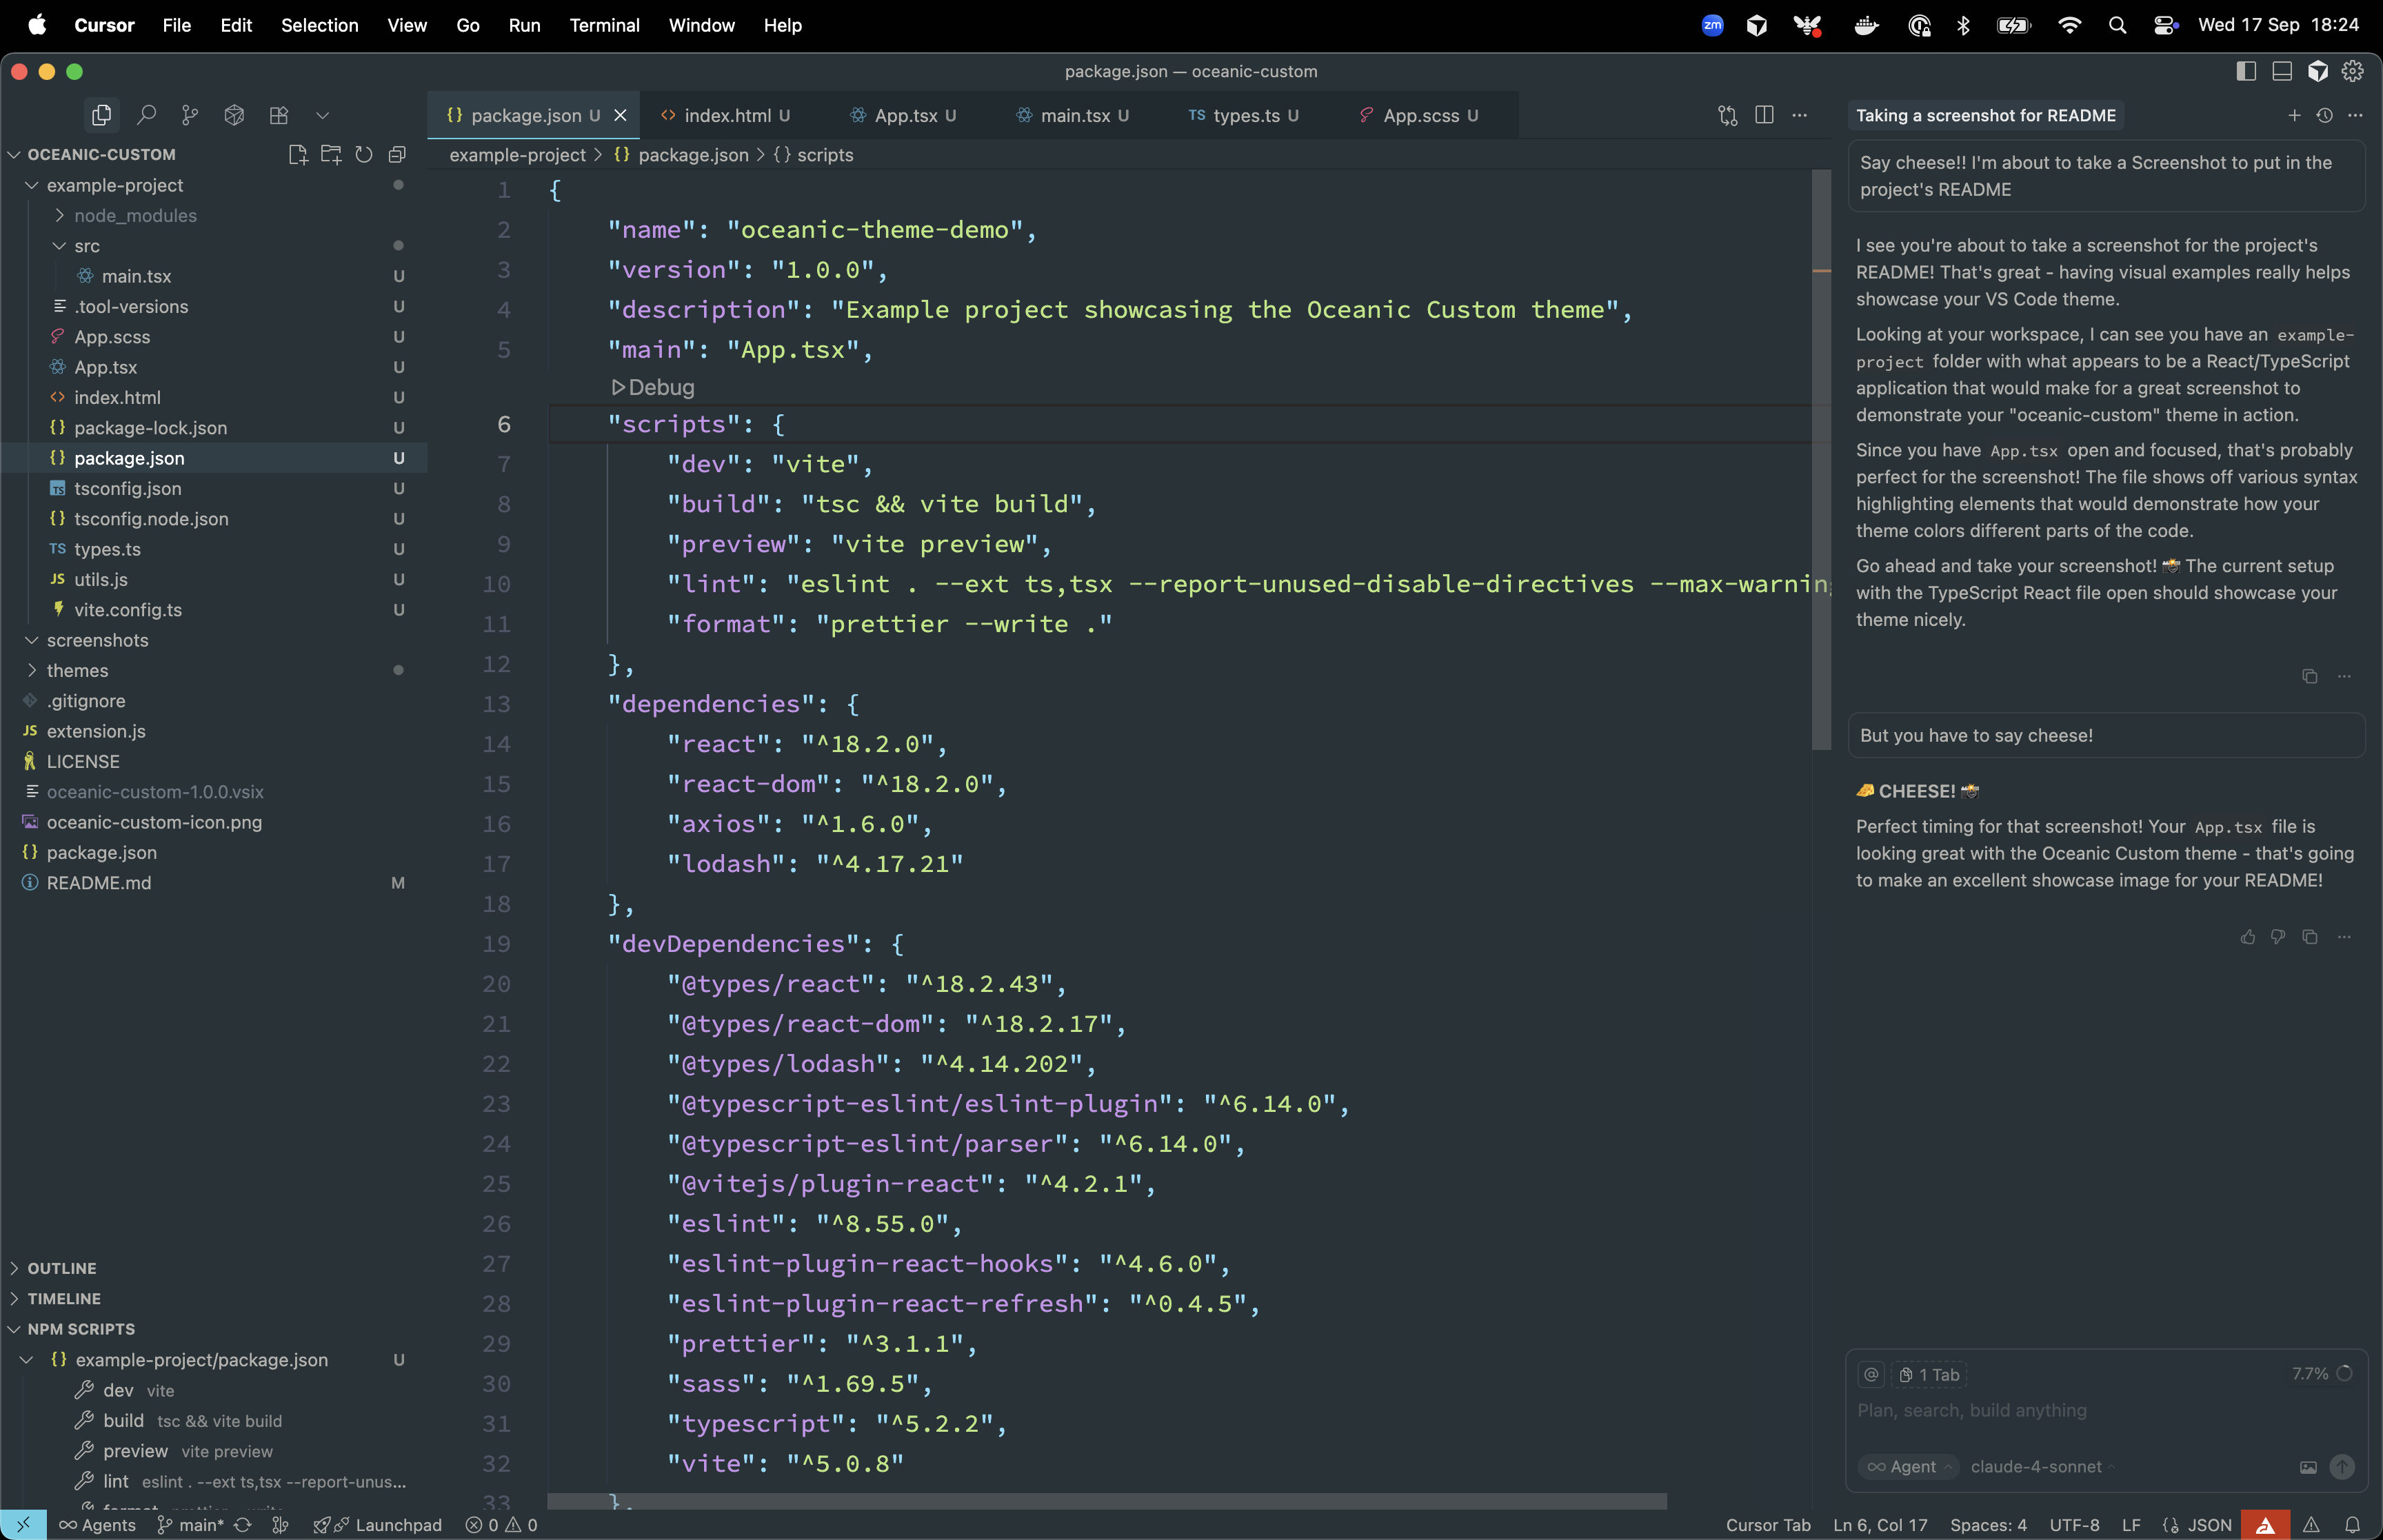 Cursor File Edit Selection View Go Run Terminal Window Help
zm
Wed 17 Sep 18:24
package.json — oceanic-custom
OCEANIC-CUSTOM
example-project
node_modules
src
main.tsx U
.tool-versions U
App.scss U
App.tsx U
index.html U
package-lock.json U
package.json U
tsconfig.json U
tsconfig.node.json U
TS types.ts U
JS utils.js U
vite.config.ts U
screenshots
themes
.gitignore
JS extension.js
LICENSE
oceanic-custom-1.0.0.vsix
oceanic-custom-icon.png
{} package.json
README.md M
OUTLINE
TIMELINE
NPM SCRIPTS
{} example-project/package.json U
dev vite
build tsc && vite build
preview vite preview
lint eslint . --ext ts,tsx --report-unus...
{} package.json U
<> index.html U
App.tsx U
main.tsx U
TS types.ts U
App.scss U
example-project > {} package.json > {} scripts
1 {
2 "name": "oceanic-theme-demo",
3 "version": "1.0.0",
4 "description": "Example project showcasing the Oceanic Custom theme",
5 "main": "App.tsx",
Debug
6 "scripts": {
7 "dev": "vite",
8 "build": "tsc && vite build",
9 "preview": "vite preview",
10 "lint": "eslint . --ext ts,tsx --report-unused-disable-directives --max-warnin
11 "format": "prettier --write ."
12 },
13 "dependencies": {
14 "react": "^18.2.0",
15 "react-dom": "^18.2.0",
16 "axios": "^1.6.0",
17 "lodash": "^4.17.21"
18 },
19 "devDependencies": {
20 "@types/react": "^18.2.43",
21 "@types/react-dom": "^18.2.17",
22 "@types/lodash": "^4.14.202",
23 "@typescript-eslint/eslint-plugin": "^6.14.0",
24 "@typescript-eslint/parser": "^6.14.0",
25 "@vitejs/plugin-react": "^4.2.1",
26 "eslint": "^8.55.0",
27 "eslint-plugin-react-hooks": "^4.6.0",
28 "eslint-plugin-react-refresh": "^0.4.5",
29 "prettier": "^3.1.1",
30 "sass": "^1.69.5",
31 "typescript": "^5.2.2",
32 "vite": "^5.0.8"
33 },
Taking a screenshot for README
Say cheese!! I'm about to take a Screenshot to put in the
project's README
I see you're about to take a screenshot for the project's
README! That's great - having visual examples really helps
showcase your VS Code theme.
Looking at your workspace, I can see you have an example-
project folder with what appears to be a React/TypeScript
application that would make for a great screenshot to
demonstrate your "oceanic-custom" theme in action.
Since you have App.tsx open and focused, that's probably
perfect for the screenshot! The file shows off various syntax
highlighting elements that would demonstrate how your
theme colors different parts of the code.
Go ahead and take your screenshot! 📸 The current setup
with the TypeScript React file open should showcase your
theme nicely.
But you have to say cheese!
🧀 CHEESE! 📸
Perfect timing for that screenshot! Your App.tsx file is
looking great with the Oceanic Custom theme - that's going
to make an excellent showcase image for your README!
@ 1 Tab 7.7%
Plan, search, build anything
∞ Agent claude-4-sonnet
∞ Agents main* Launchpad 0 0
Cursor Tab Ln 6, Col 17 Spaces: 4 UTF-8 LF JSON